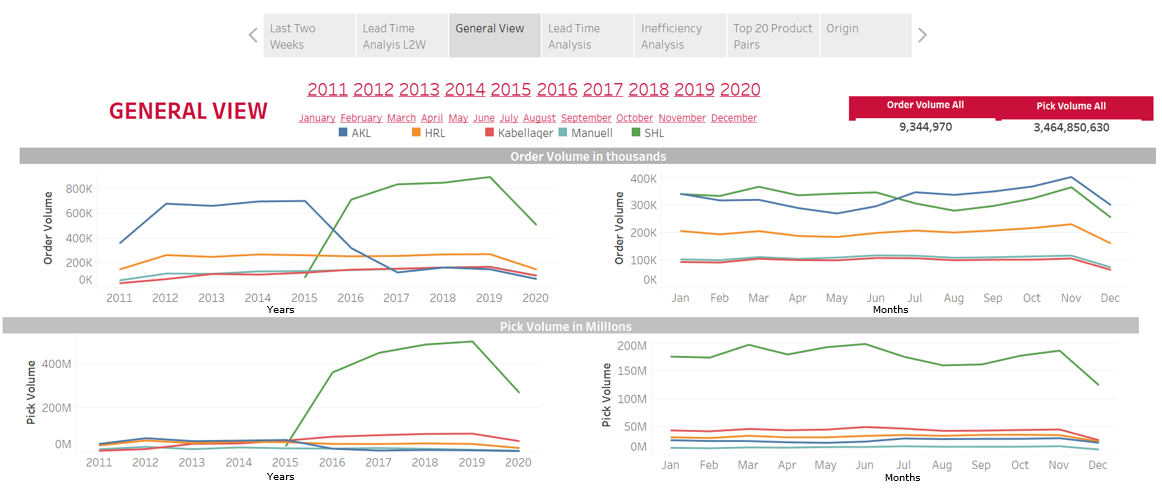 Last Two Weeks
Lead Time Analyis L2W
General View
Lead Time Analysis
Inefficiency Analysis
Top 20 Product Pairs
Origin
GENERAL VIEW
2011 2012 2013 2014 2015 2016 2017 2018 2019 2020
January February March April May June July August September October November December
AKL HRL Kabellager Manuell SHL
Order Volume All Pick Volume All
9,344,970 3,464,850,630
Order Volume in thousands
Order Volume
800K
600K
400K
200K
0K
2011 2012 2013 2014 2015 2016 2017 2018 2019 2020
Years
Order Volume
400K
300K
200K
100K
0K
Jan Feb Mar Apr May Jun Jul Aug Sep Oct Nov Dec
Months
Pick Volume in MillIons
Pick Volume
400M
200M
0M
2011 2012 2013 2014 2015 2016 2017 2018 2019 2020
Years
Pick Volume
200M
150M
50M
0M
Jan Feb Mar Apr May Jun Jul Aug Sep Oct Nov Dec
Months